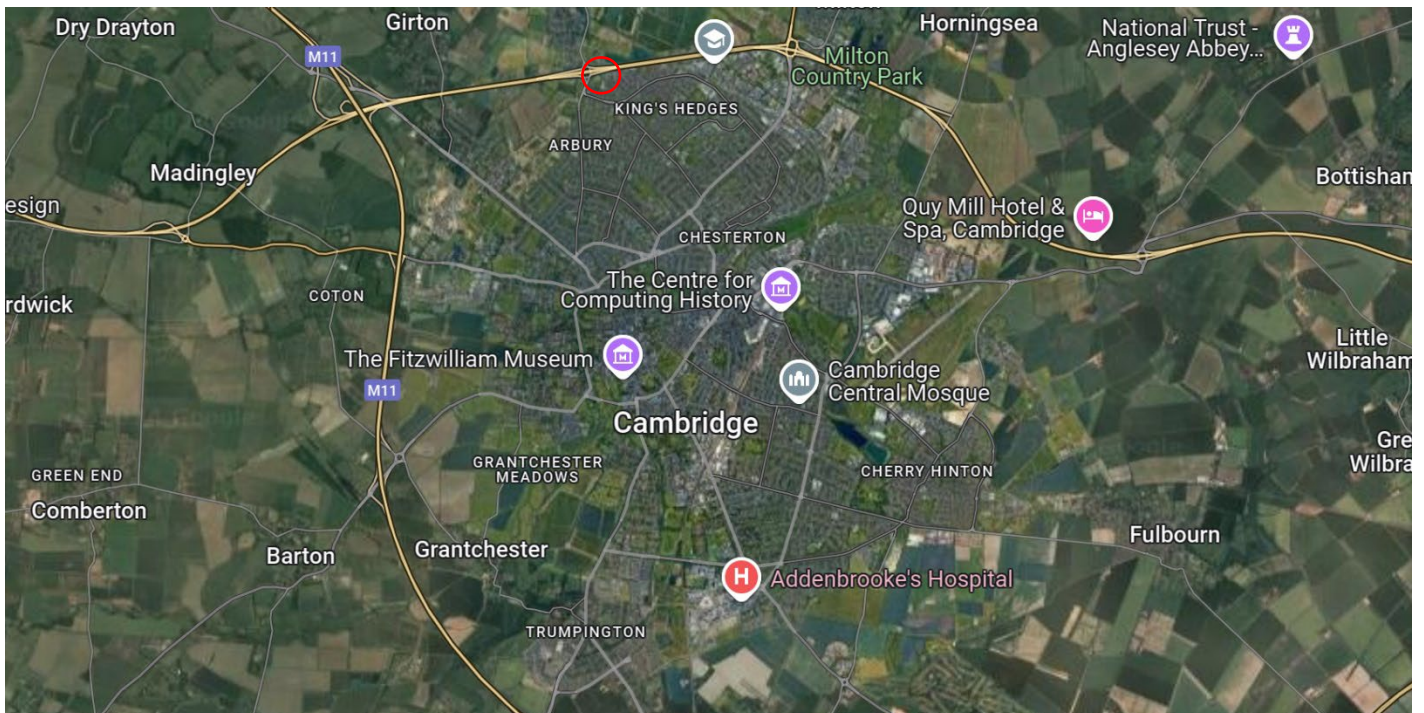 Dry Drayton
Girton
Horningsea
National Trust -
Anglesey Abbey...
M11
Milton
Country Park
KING'S HEDGES
ARBURY
Madingley
Bottisham
esign
Quy Mill Hotel &
Spa, Cambridge
CHESTERTON
The Centre for
Computing History
COTON
rdwick
Little
Wilbraham
The Fitzwilliam Museum
Cambridge
Central Mosque
M11
Cambridge
Gre
Wilbra
GRANTCHESTER
MEADOWS
CHERRY HINTON
GREEN END
Comberton
Fulbourn
Barton
Grantchester
H
Addenbrooke's Hospital
TRUMPINGTON